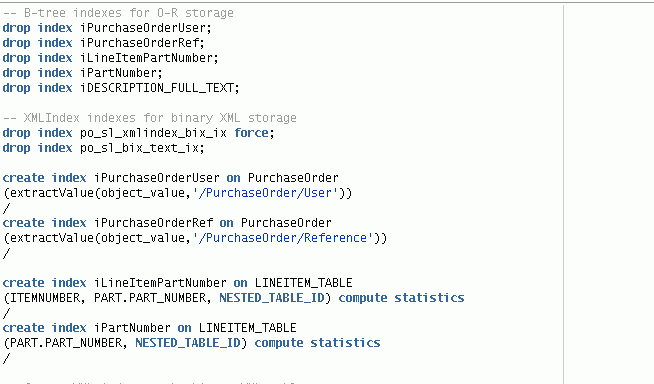 -- B-tree indexes for O-R storage
drop index iPurchaseOrderUser;
drop index iPurchaseOrderRef;
drop index iLineItemPartNumber;
drop index iPartNumber;
drop index iDESCRIPTION_FULL_TEXT;
-- XMLIndex indexes for binary XML storage
drop index po_sl_xmlindex_bix_ix force;
drop index po_sl_bix_text_ix;
create index iPurchaseOrderUser on PurchaseOrder
(extractValue(object_value,'/PurchaseOrder/User'))
/
create index iPurchaseOrderRef on PurchaseOrder
(extractValue(object_value,'/PurchaseOrder/Reference'))
/
create index iLineItemPartNumber on LINEITEM_TABLE
(ITEMNUMBER, PART.PART_NUMBER, NESTED_TABLE_ID) compute statistics
/
create index iPartNumber on LINEITEM_TABLE
(PART.PART_NUMBER, NESTED_TABLE_ID) compute statistics
/